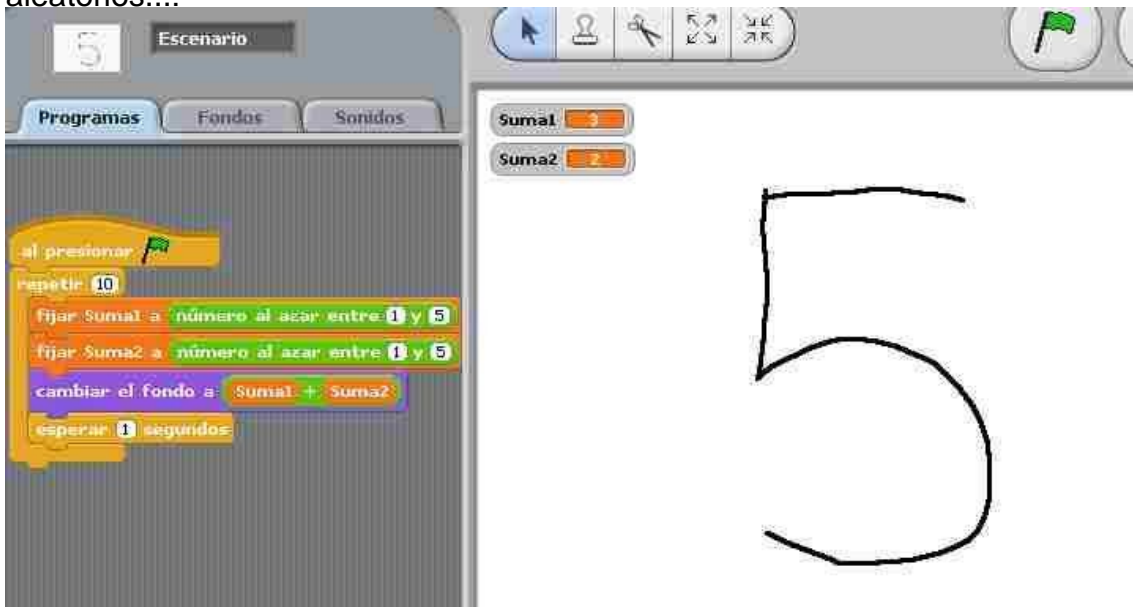 aleatorios....
5
Escenario
Programas Fondos Sonidos
Suma1 3
Suma2 2
al presionar
repetir 10
fijar Suma1 a número al azar entre 1 y 5
fijar Suma2 a número al azar entre 1 y 5
cambiar el fondo a Suma1 + Suma2
esperar 1 segundos
5